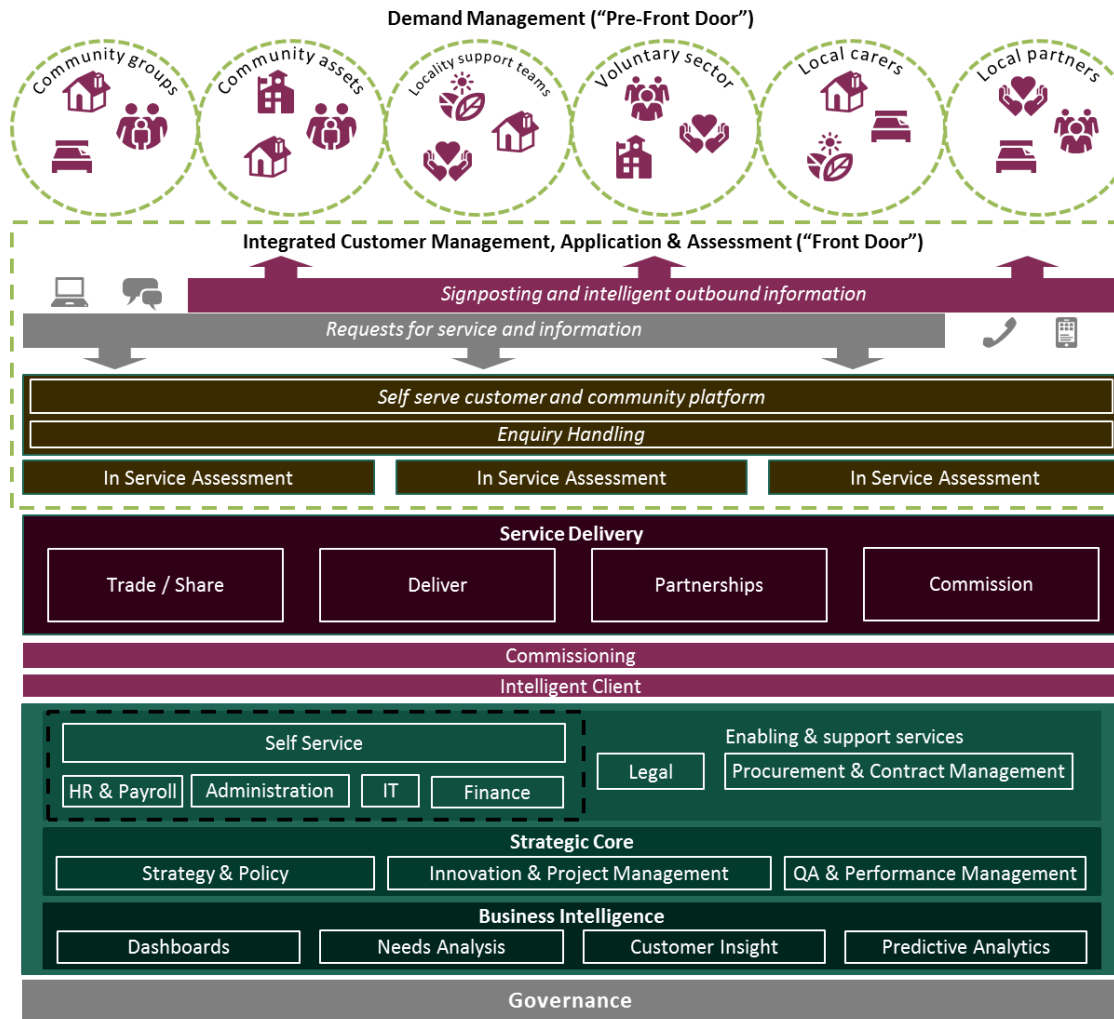 Demand Management (“Pre-Front Door”)
Community groups
Community assets
Locality support teams
Voluntary sector
Local carers
Local partners
Integrated Customer Management, Application & Assessment (“Front Door”)
Signposting and intelligent outbound information
Requests for service and information
Self serve customer and community platform
Enquiry Handling
In Service Assessment
In Service Assessment
In Service Assessment
Service Delivery
Trade / Share
Deliver
Partnerships
Commission
Commissioning
Intelligent Client
Self Service
HR & Payroll
Administration
IT
Finance
Enabling & support services
Legal
Procurement & Contract Management
Strategic Core
Strategy & Policy
Innovation & Project Management
QA & Performance Management
Business Intelligence
Dashboards
Needs Analysis
Customer Insight
Predictive Analytics
Governance